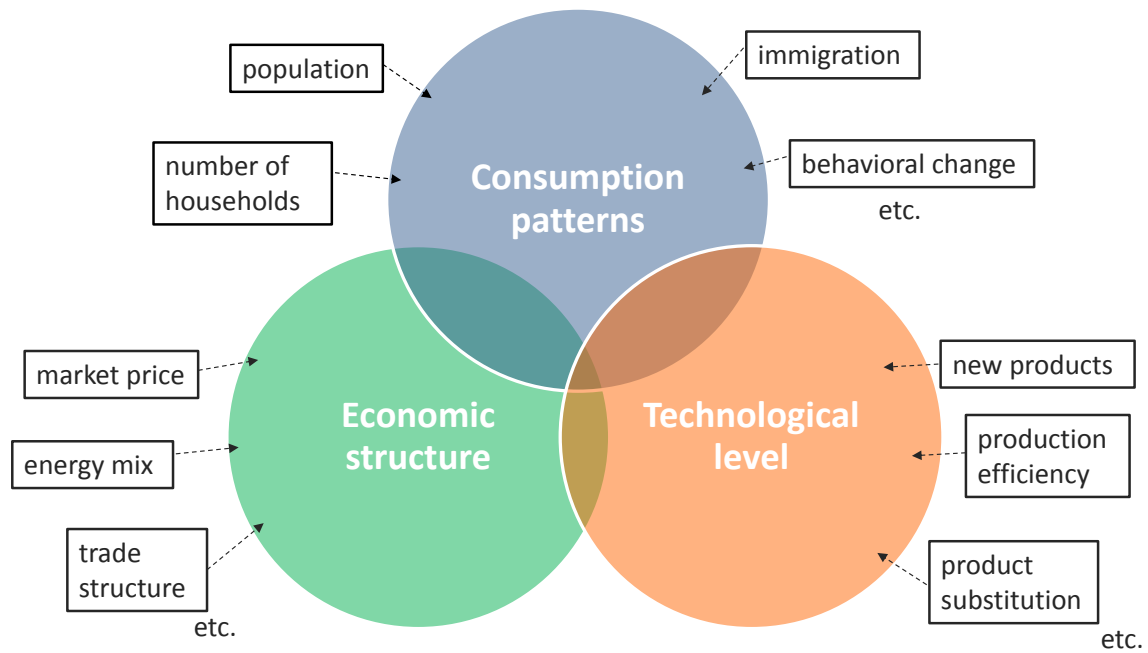 population
immigration
number of
households
behavioral change
etc.
Consumption
patterns
market price
energy mix
trade
structure
etc.
Economic
structure
Technological
level
new products
production
efficiency
product
substitution
etc.